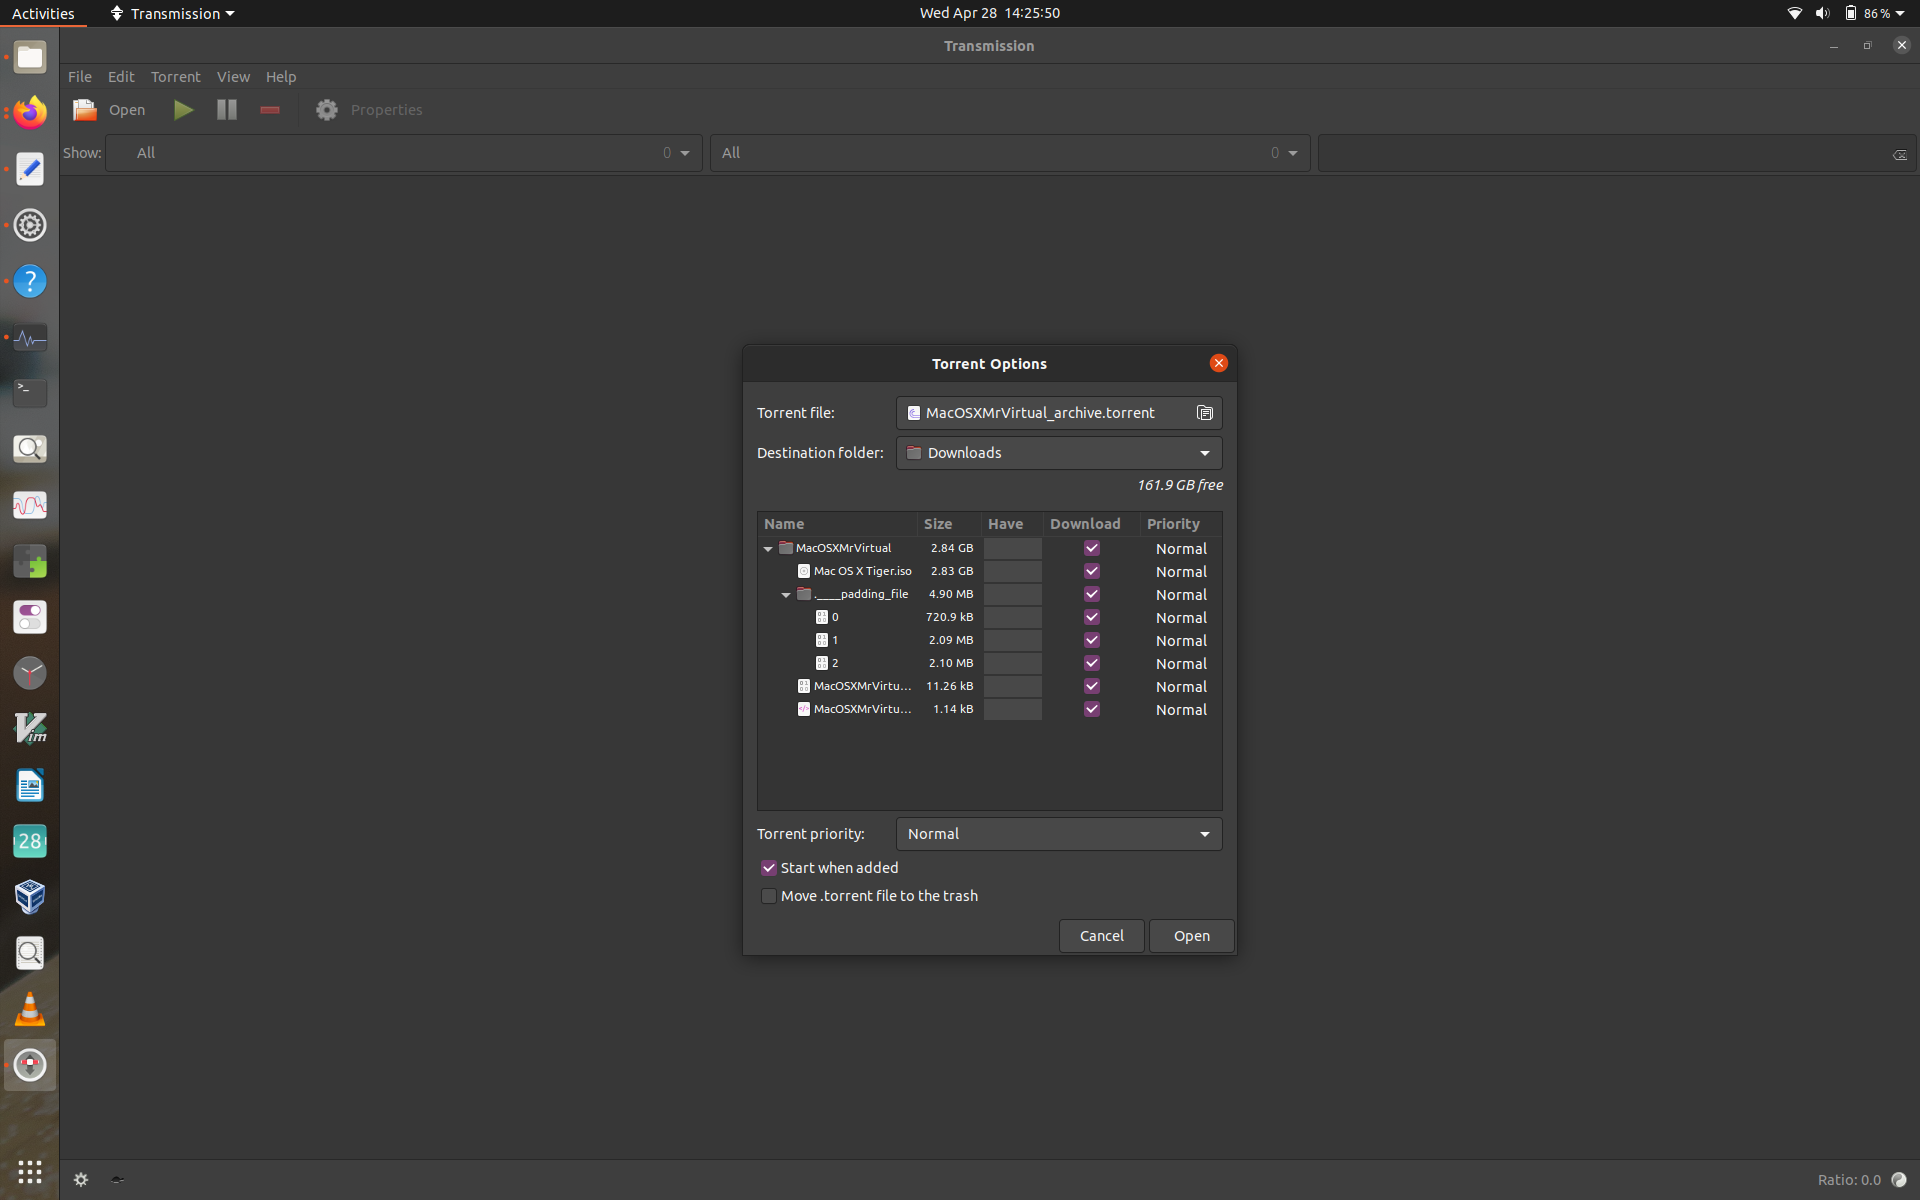 Activities Transmission Wed Apr 28 14:25:50 86 %
Transmission
File Edit Torrent View Help
Open Properties
Show: All 0 All 0
Torrent Options
Torrent file: MacOSXMrVirtual_archive.torrent
Destination folder: Downloads
161.9 GB free
Name Size Have Download Priority
MacOSXMrVirtual 2.84 GB Normal
Mac OS X Tiger.iso 2.83 GB Normal
.____padding_file 4.90 MB Normal
0 720.9 kB Normal
1 2.09 MB Normal
2 2.10 MB Normal
MacOSXMrVirtu... 11.26 kB Normal
MacOSXMrVirtu... 1.14 kB Normal
Torrent priority: Normal
Start when added
Move .torrent file to the trash
Cancel Open
Vim
28
Ratio: 0.0